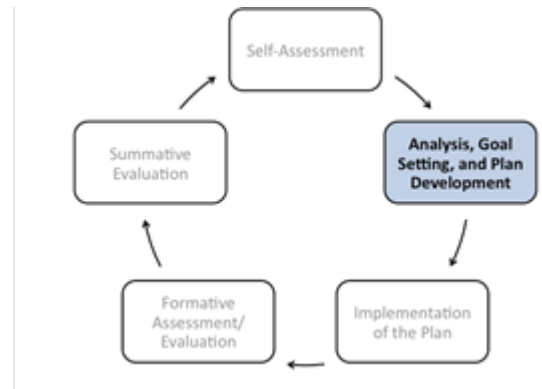 Self-Assessment
Analysis, Goal
Setting, and Plan
Development
Summative
Evaluation
Formative
Assessment/
Evaluation
Implementation
of the Plan